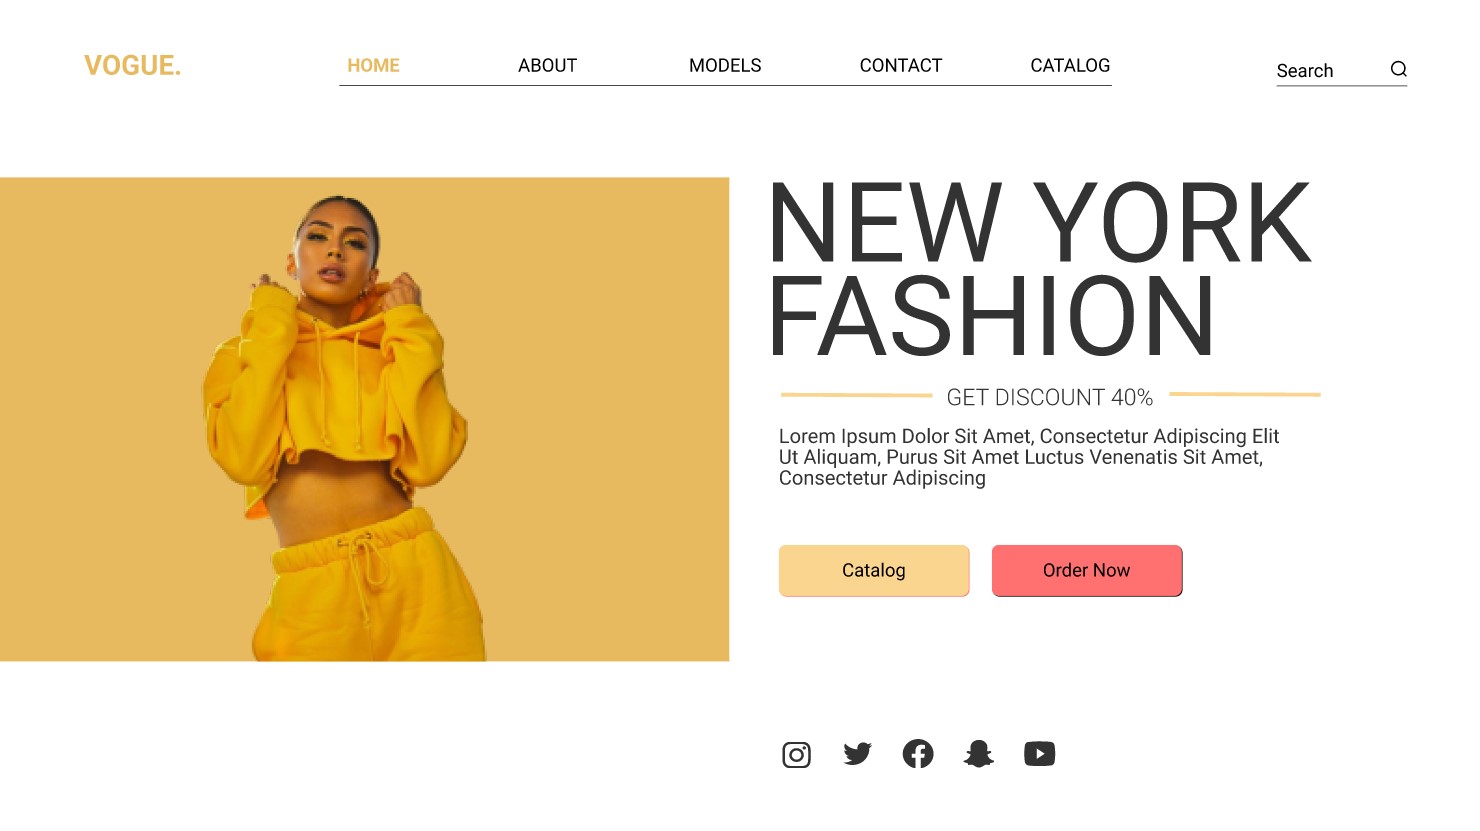 VOGUE.
HOME
ABOUT
MODELS
CONTACT
CATALOG
Search
NEW YORK
FASHION
GET DISCOUNT 40%
Lorem Ipsum Dolor Sit Amet, Consectetur Adipiscing Elit
Ut Aliquam, Purus Sit Amet Luctus Venenatis Sit Amet,
Consectetur Adipiscing
Catalog
Order Now